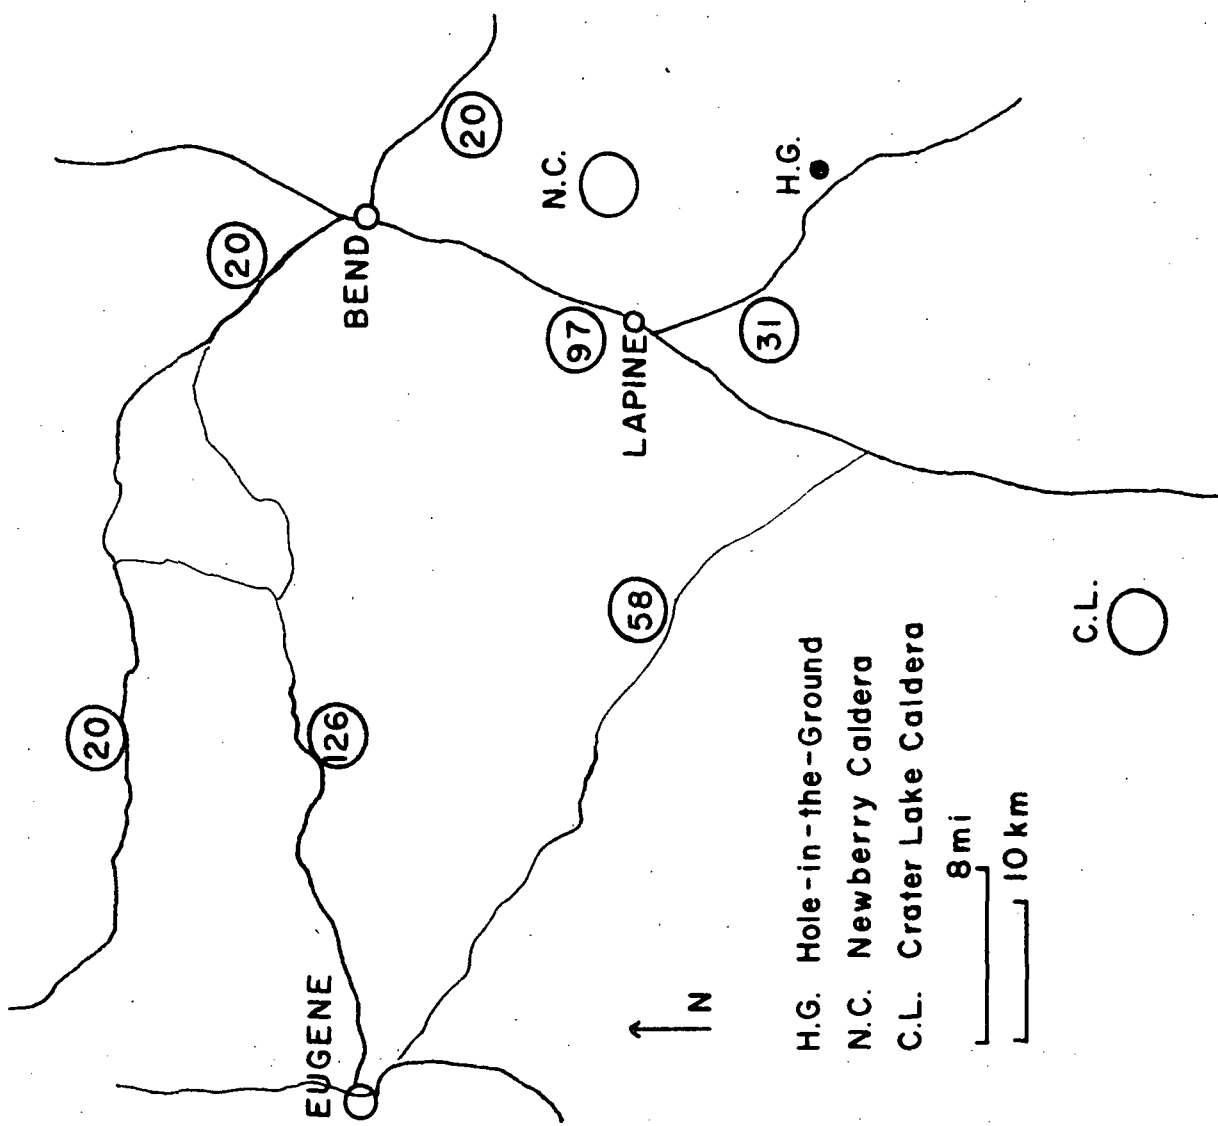 20
20
20
BEND
N.C.
H.G.
97
LAPINE
31
126
58
EUGENE
N
C.L.
H.G. Hole-in-the-Ground
N.C. Newberry Caldera
C.L. Crater Lake Caldera
8 mi
10 km